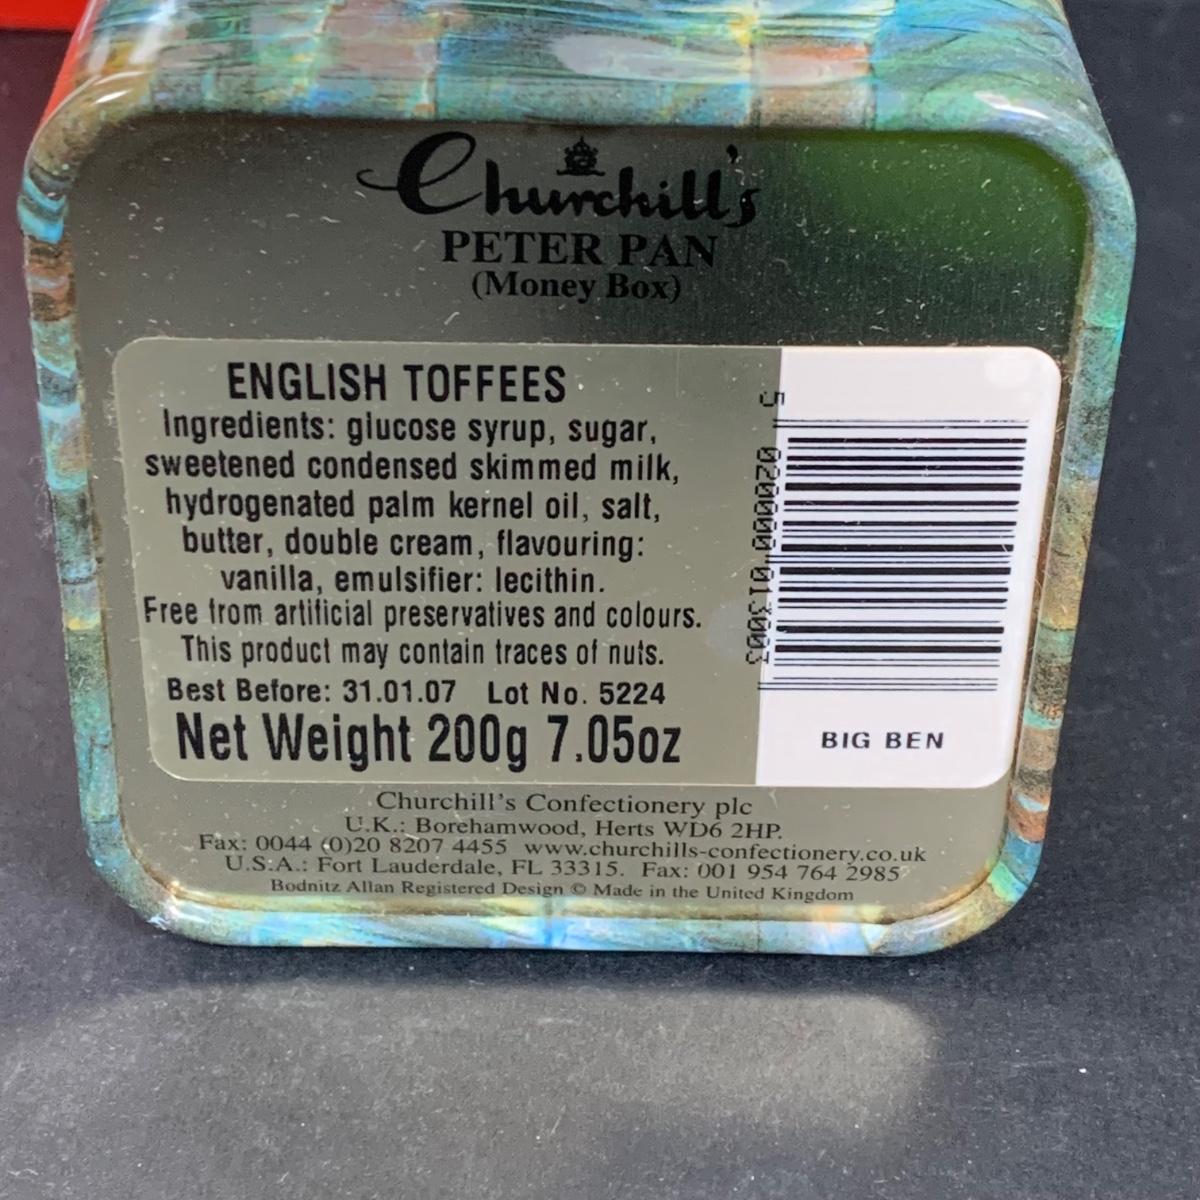 Churchill's
PETER PAN
(Money Box)
ENGLISH TOFFEES
Ingredients: glucose syrup, sugar,
sweetened condensed skimmed milk,
hydrogenated palm kernel oil, salt,
butter, double cream, flavouring:
vanilla, emulsifier: lecithin.
Free from artificial preservatives and colours.
This product may contain traces of nuts.
Best Before: 31.01.07 Lot No. 5224
Net Weight 200g 7.05oz
5 020000 013003
BIG BEN
Churchill's Confectionery plc
U.K.: Borehamwood, Herts WD6 2HP.
Fax: 0044 (0)20 8207 4455 www.churchills-confectionery.co.uk
U.S.A.: Fort Lauderdale, FL 33315. Fax: 001 954 764 2985
Bodnitz Allan Registered Design © Made in the United Kingdom